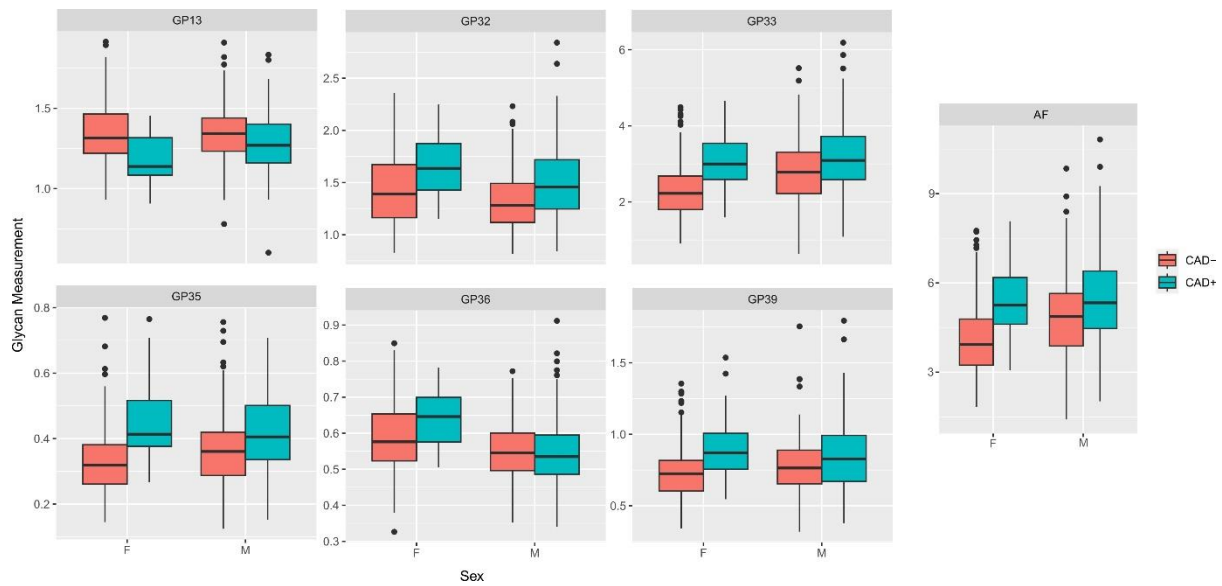 GP13
GP32
GP33
1.5
1.0
2.5
2.0
1.5
1.0
6
4
2
AF
9
6
3
F
M
CAD-
CAD+
Glycan Measurement
GP35
GP36
GP39
0.8
0.6
0.4
0.2
F
M
0.9
0.8
0.7
0.6
0.5
0.4
0.3
F
M
1.5
1.0
0.5
F
M
Sex